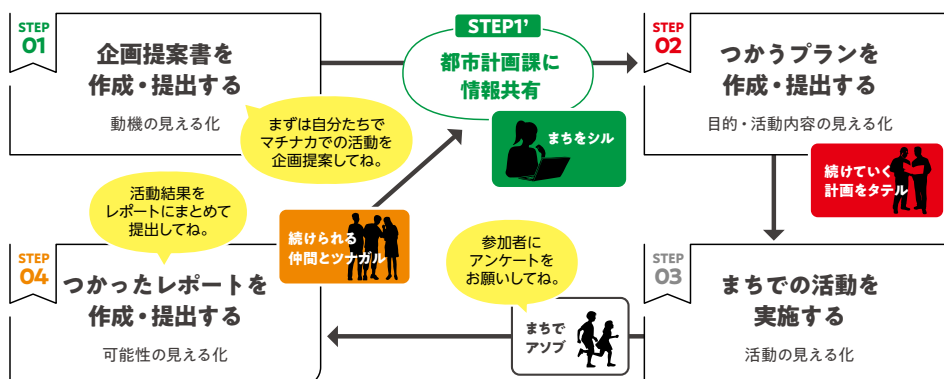 STEP
01
企画提案書を
作成・提出する
動機の見える化
まずは自分たちで
マチナカでの活動を
企画提案してね。
STEP1’
都市計画課に
情報共有
まちをシル
STEP
02
つかうプランを
作成・提出する
目的・活動内容の見える化
続けていく
計画をタテル
STEP
03
まちでの活動を
実施する
活動の見える化
まちで
アソブ
参加者に
アンケートを
お願いしてね。
STEP
04
つかったレポートを
作成・提出する
可能性の見える化
活動結果を
レポートにまとめて
提出してね。
続けられる
仲間とツナガル